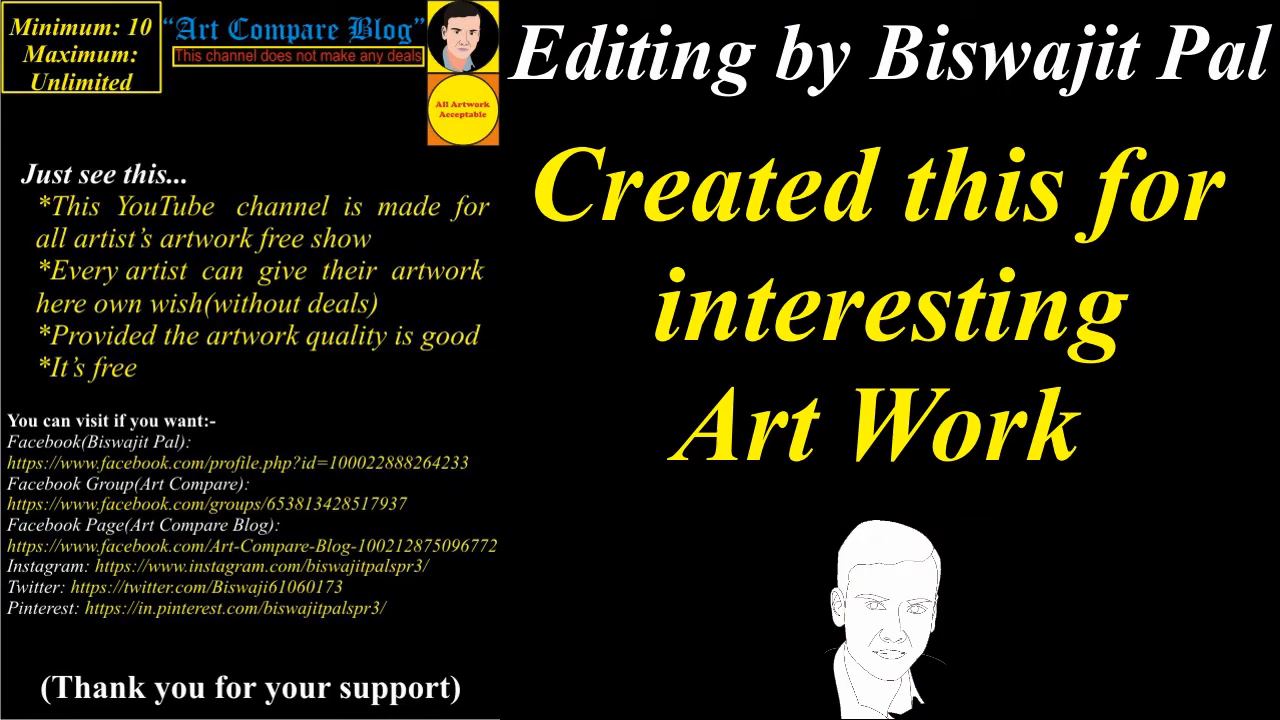 Minimum: 10
Maximum:
Unlimited
“Art Compare Blog”
This channel does not make any deals
All Artwork
Acceptable
Just see this...
*This YouTube channel is made for
all artist’s artwork free show
*Every artist can give their artwork
here own wish(without deals)
*Provided the artwork quality is good
*It’s free
You can visit if you want:-
Facebook(Biswajit Pal):
https://www.facebook.com/profile.php?id=100022888264233
Facebook Group(Art Compare):
https://www.facebook.com/groups/653813428517937
Facebook Page(Art Compare Blog):
https://www.facebook.com/Art-Compare-Blog-100212875096772
Instagram: https://www.instagram.com/biswajitpalspr3/
Twitter: https://twitter.com/Biswaji61060173
Pinterest: https://in.pinterest.com/biswajitpalspr3/
(Thank you for your support)
Editing by Biswajit Pal
Created this for
interesting
Art Work